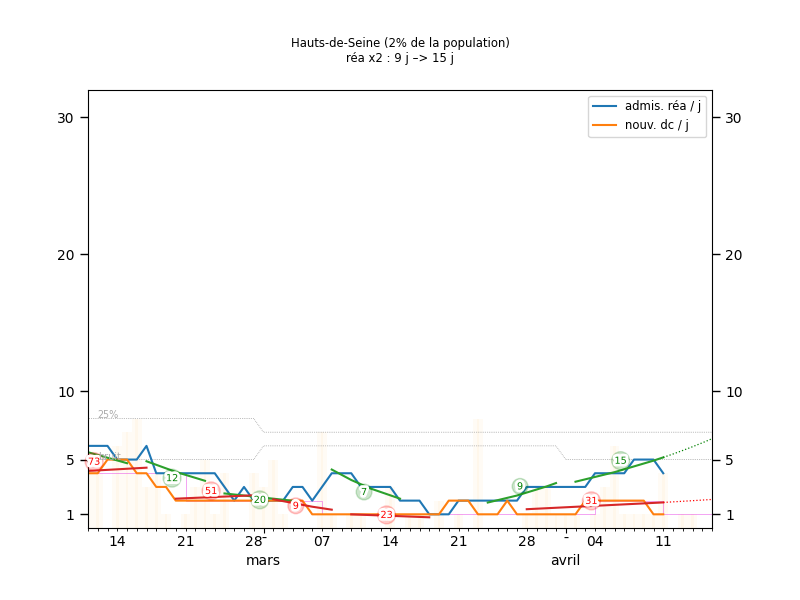 Hauts-de-Seine (2% de la population)
réa x2 : 9 j –> 15 j
admis. réa / j
nouv. dc / j
30 30
20 20
10 10
25%
5 5
73
12
51
20
9
7
23
9
31
15
1 1
14 21 28 07 14 21 28 04 11
mars avril